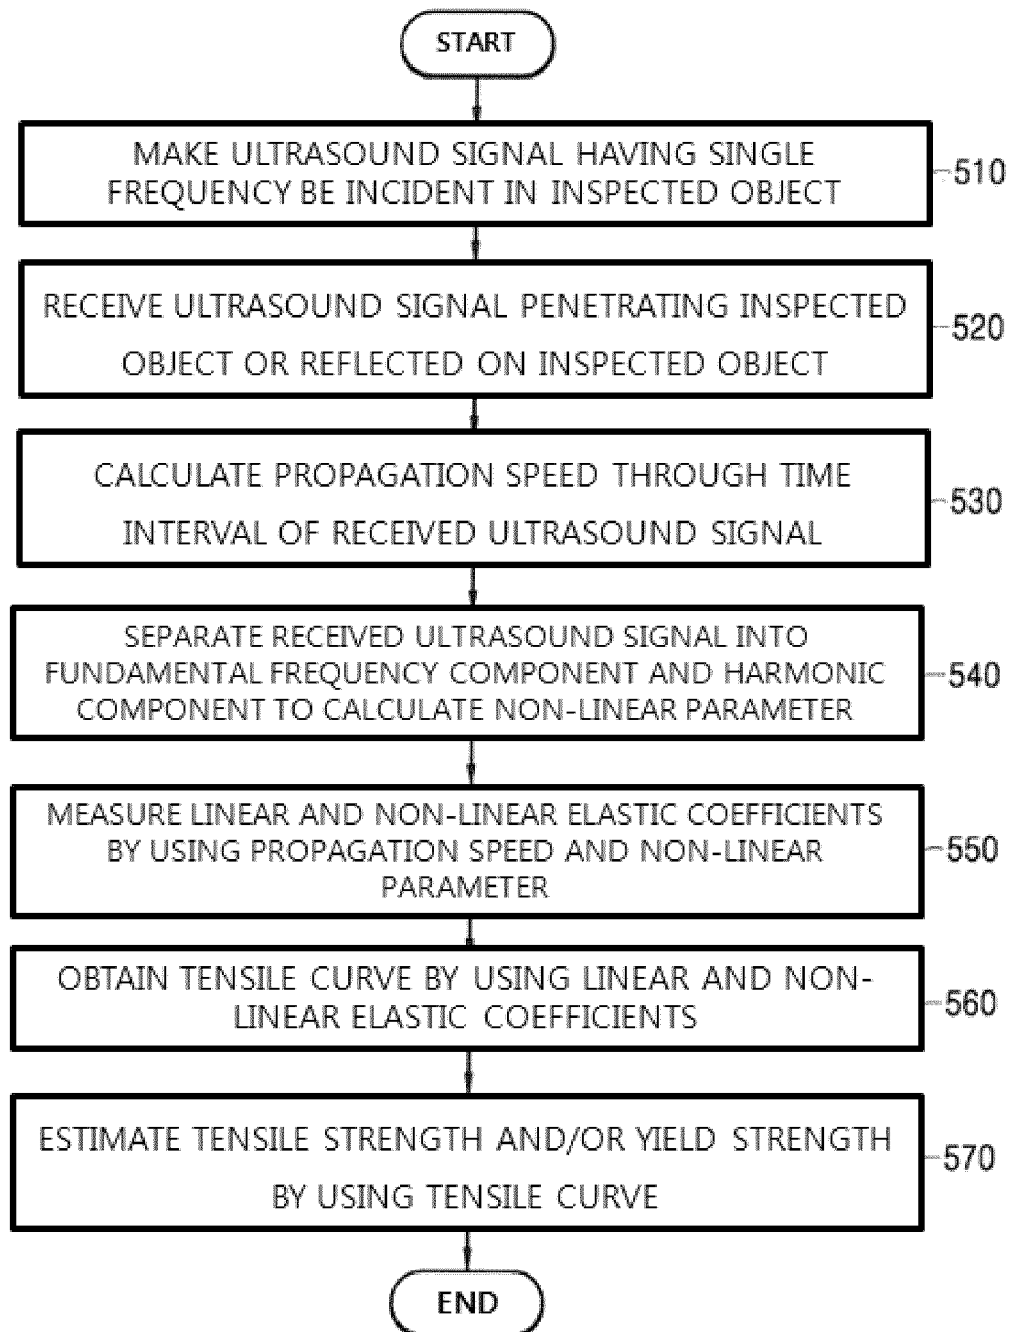 START
MAKE ULTRASOUND SIGNAL HAVING SINGLE
FREQUENCY BE INCIDENT IN INSPECTED OBJECT
510
RECEIVE ULTRASOUND SIGNAL PENETRATING INSPECTED
OBJECT OR REFLECTED ON INSPECTED OBJECT
520
CALCULATE PROPAGATION SPEED THROUGH TIME
INTERVAL OF RECEIVED ULTRASOUND SIGNAL
530
SEPARATE RECEIVED ULTRASOUND SIGNAL INTO
FUNDAMENTAL FREQUENCY COMPONENT AND HARMONIC
COMPONENT TO CALCULATE NON-LINEAR PARAMETER
540
MEASURE LINEAR AND NON-LINEAR ELASTIC COEFFICIENTS
BY USING PROPAGATION SPEED AND NON-LINEAR
PARAMETER
550
OBTAIN TENSILE CURVE BY USING LINEAR AND NON-
LINEAR ELASTIC COEFFICIENTS
560
ESTIMATE TENSILE STRENGTH AND/OR YIELD STRENGTH
BY USING TENSILE CURVE
570
END